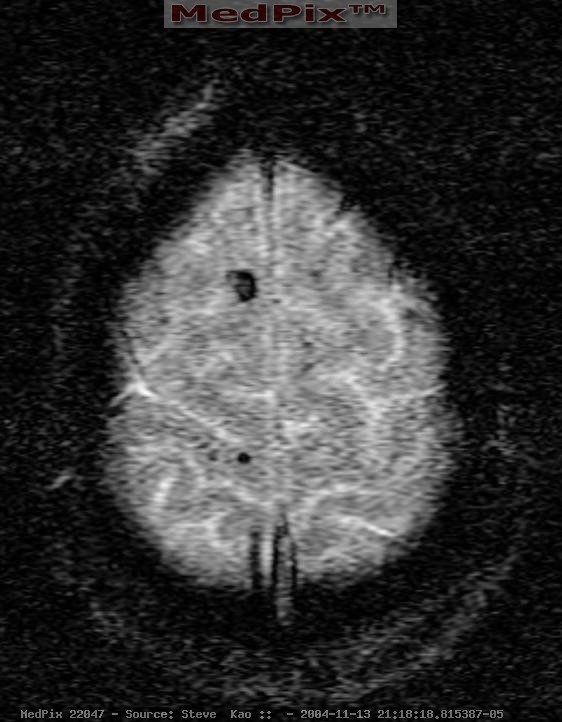 MedPix™
MedPix 22047 - Source: Steve Kao :: - 2004-11-13 21:18:18.815387-05